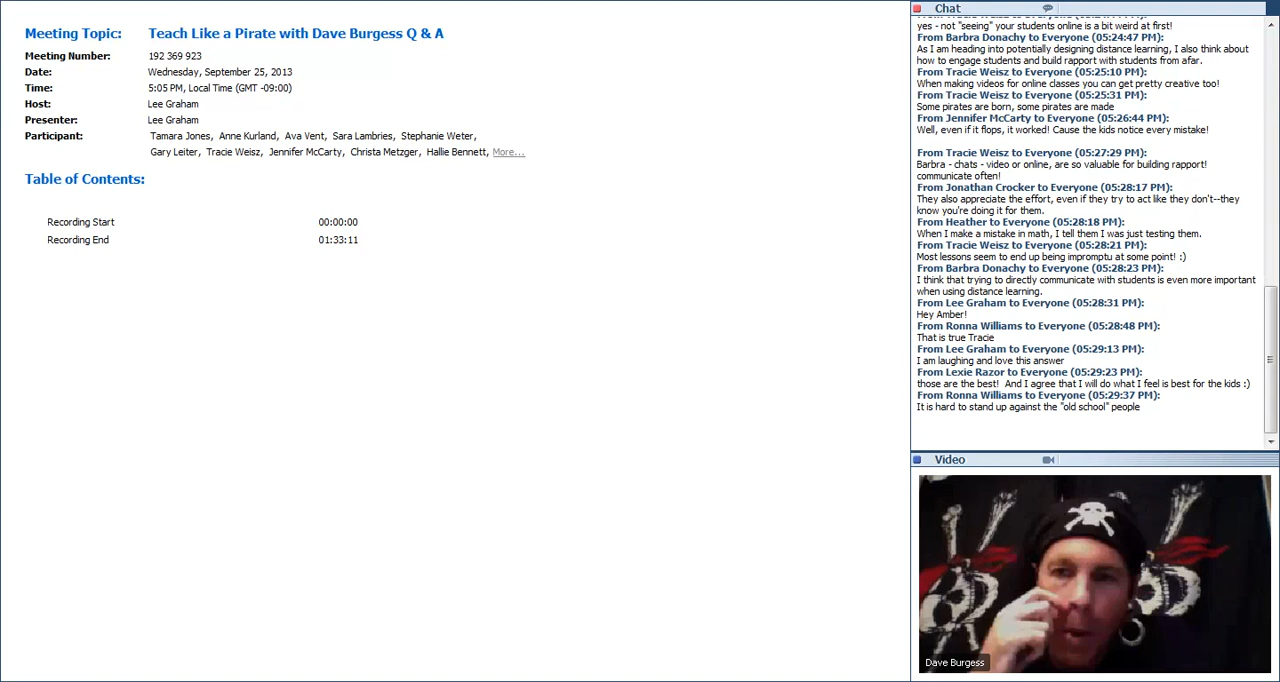 Meeting Topic: Teach Like a Pirate with Dave Burgess Q & A
Meeting Number: 192 369 923
Date: Wednesday, September 25, 2013
Time: 5:05 PM, Local Time (GMT -09:00)
Host: Lee Graham
Presenter: Lee Graham
Participant: Tamara Jones, Anne Kurland, Ava Vent, Sara Lambries, Stephanie Weter,
Gary Leiter, Tracie Weisz, Jennifer McCarty, Christa Metzger, Hallie Bennett, More...
Table of Contents:
Recording Start 00:00:00
Recording End 01:33:11
Chat
yes - not "seeing" your students online is a bit weird at first!
From Barbra Donachy to Everyone (05:24:47 PM):
As I am heading into potentially designing distance learning, I also think about
how to engage students and build rapport with students from afar.
From Tracie Weisz to Everyone (05:25:10 PM):
When making videos for online classes you can get pretty creative too!
From Tracie Weisz to Everyone (05:25:31 PM):
Some pirates are born, some pirates are made
From Jennifer McCarty to Everyone (05:26:44 PM):
Well, even if it flops, it worked! Cause the kids notice every mistake!
From Tracie Weisz to Everyone (05:27:29 PM):
Barbra - chats - video or online, are so valuable for building rapport!
communicate often!
From Jonathan Crocker to Everyone (05:28:17 PM):
They also appreciate the effort, even if they try to act like they don't--they
know you're doing it for them.
From Heather to Everyone (05:28:18 PM):
When I make a mistake in math, I tell them I was just testing them.
From Tracie Weisz to Everyone (05:28:21 PM):
Most lessons seem to end up being impromptu at some point! :)
From Barbra Donachy to Everyone (05:28:23 PM):
I think that trying to directly communicate with students is even more important
when using distance learning.
From Lee Graham to Everyone (05:28:31 PM):
Hey Amber!
From Ronna Williams to Everyone (05:28:48 PM):
That is true Tracie
From Lee Graham to Everyone (05:29:13 PM):
I am laughing and love this answer
From Lexie Razor to Everyone (05:29:23 PM):
those are the best!  And I agree that I will do what I feel is best for the kids :)
From Ronna Williams to Everyone (05:29:37 PM):
It is hard to stand up against the "old school" people
Video
Dave Burgess